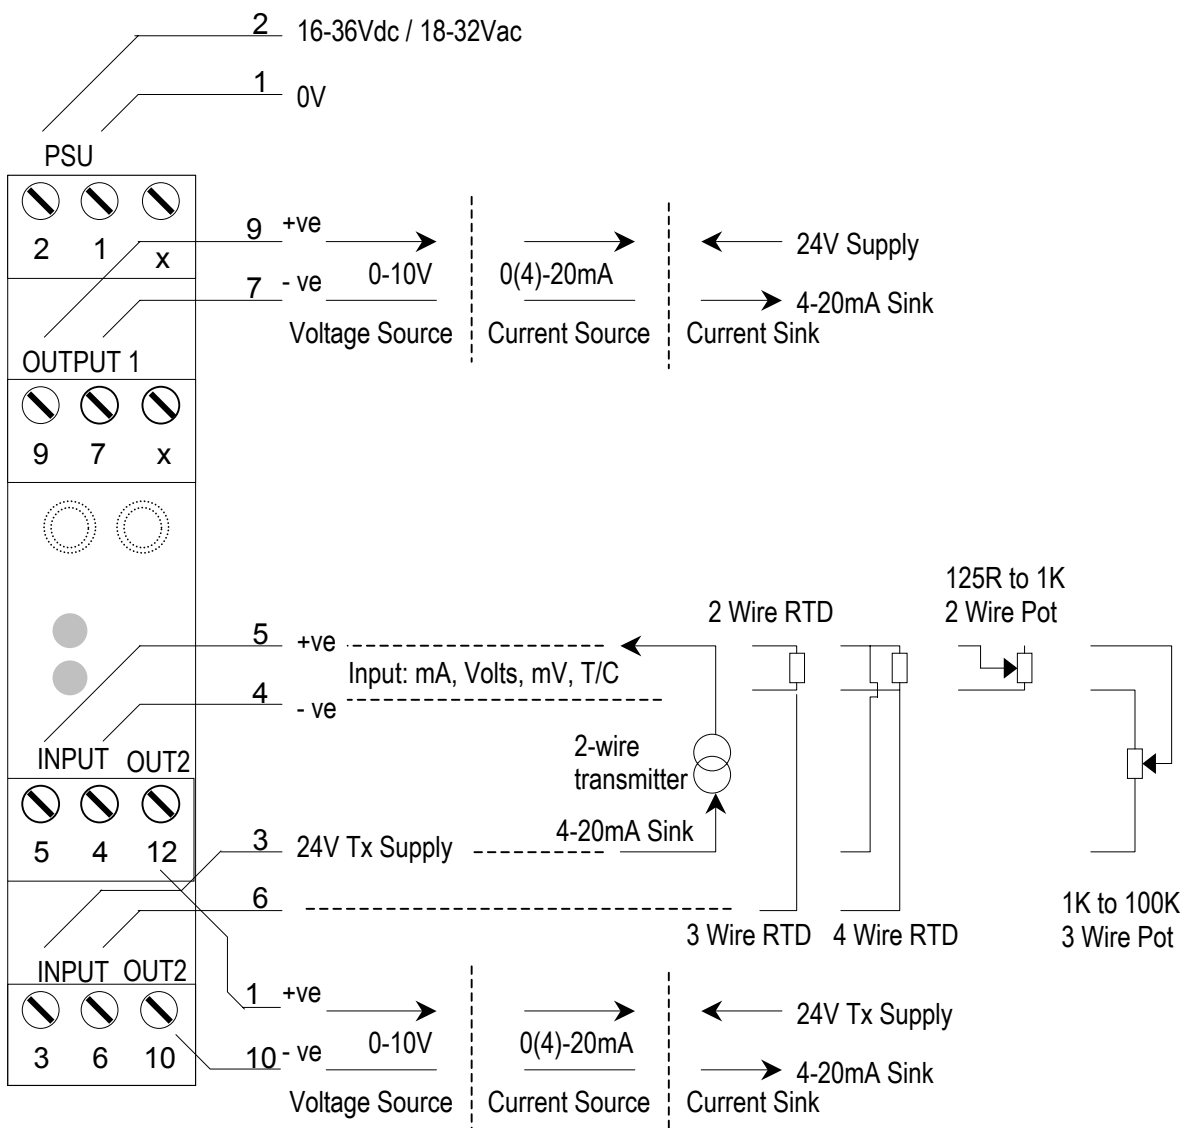 2 16-36Vdc / 18-32Vac
1 0V
PSU
2 1 x
9 +ve
24V Supply
7 - ve 0-10V 0(4)-20mA
4-20mA Sink
Voltage Source Current Source Current Sink
OUTPUT 1
9 7 x
125R to 1K
2 Wire RTD 2 Wire Pot
5 +ve
Input: mA, Volts, mV, T/C
4 - ve
2-wire
transmitter
INPUT OUT2
5 4 12
3 24V Tx Supply 4-20mA Sink
6
1K to 100K
3 Wire RTD 4 Wire RTD 3 Wire Pot
INPUT OUT2
1 +ve
24V Tx Supply
3 6 10
10 - ve 0-10V 0(4)-20mA
4-20mA Sink
Voltage Source Current Source Current Sink